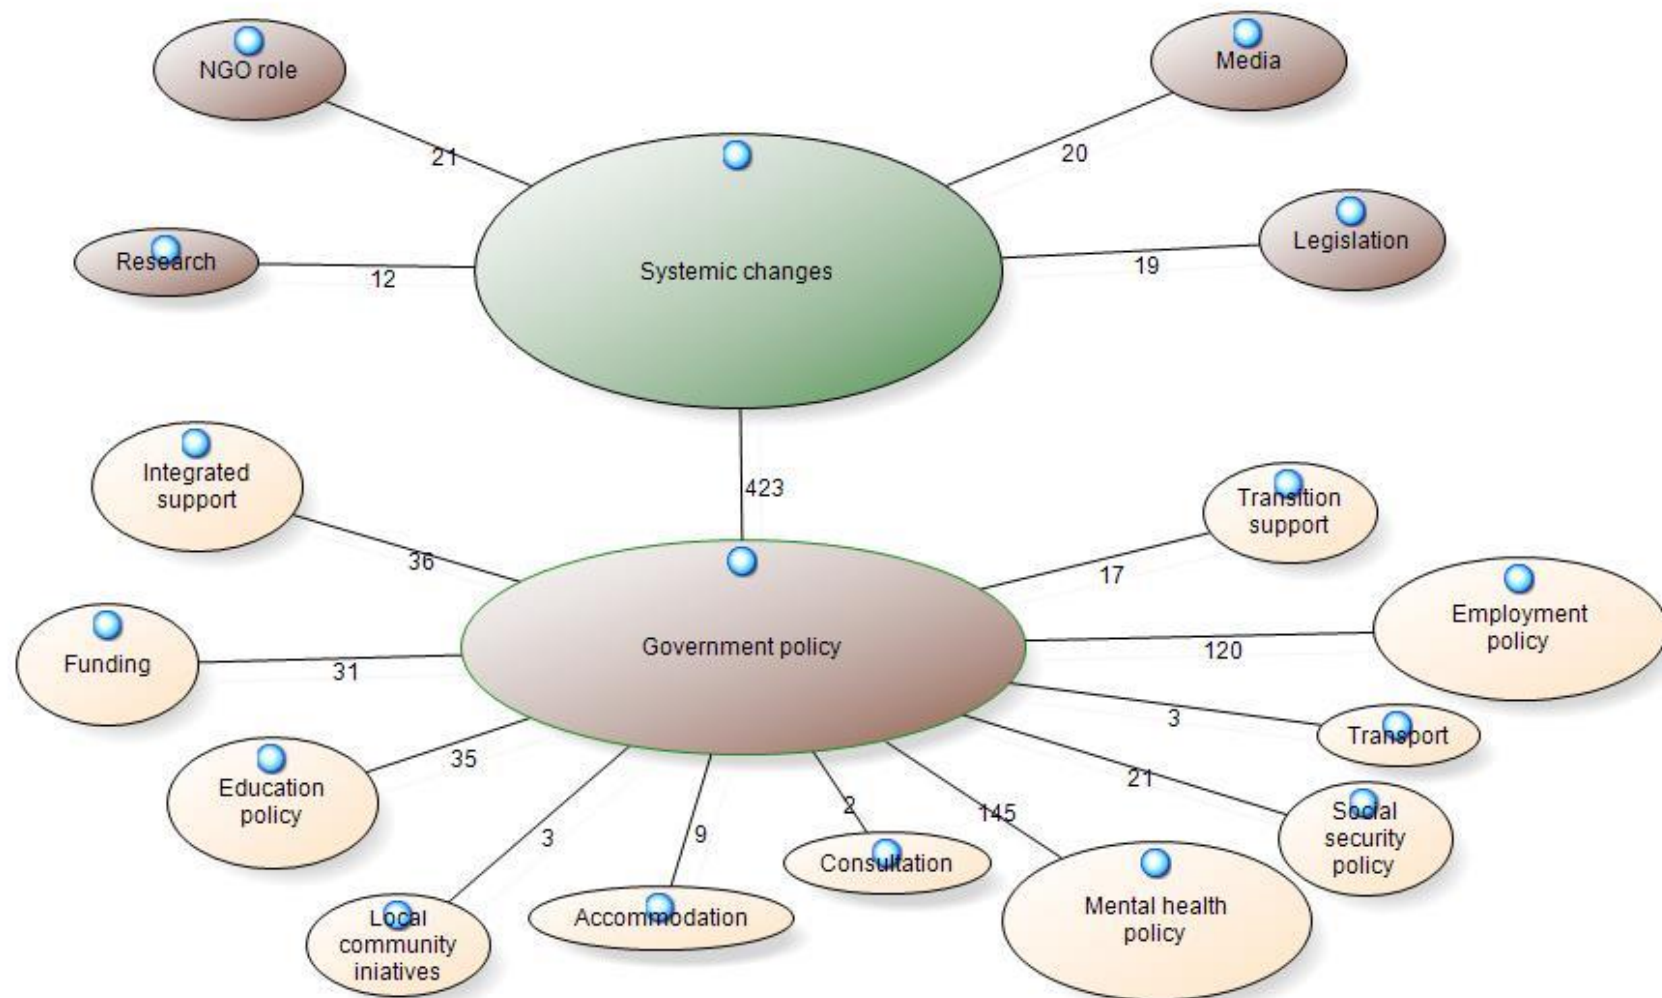 NGO role
Media
21
20
Research
12
Systemic changes
Legislation
19
423
Integrated
support
36
Transition
support
17
Funding
31
Government policy
Employment
policy
120
Education
policy
35
3
Transport
21
Social
security
policy
3
Local
community
iniatives
9
Accommodation
2
Consultation
145
Mental health
policy